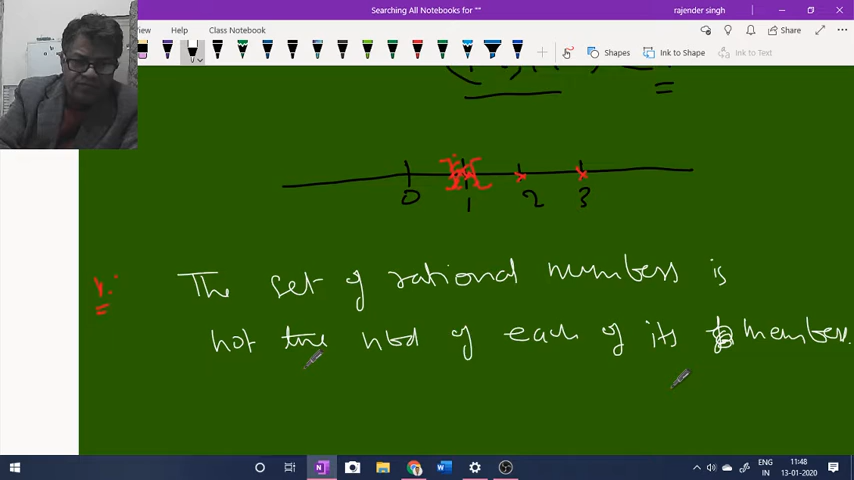 Searching All Notebooks for ""
rajender singh
View Help Class Notebook
Share
Shapes Ink to Shape Ink to Text
0 1 2 3
The set of rational numbers is
not the nbd of each of its members.
ENG 11:48
IN 13-01-2020